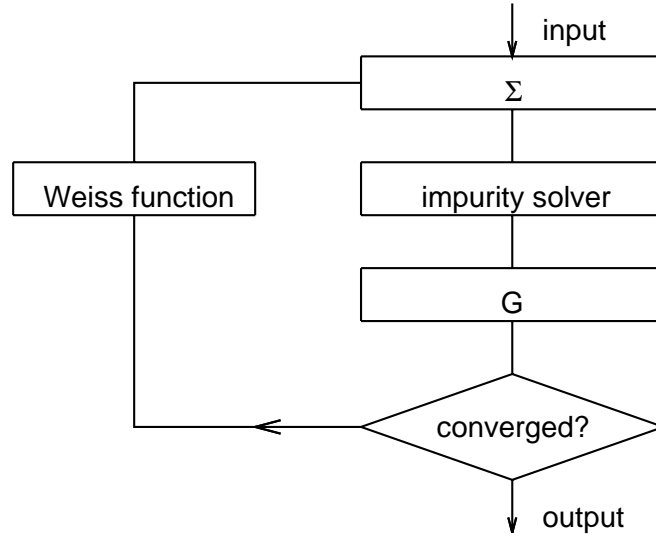 input
Σ
Weiss function
impurity solver
G
converged?
output